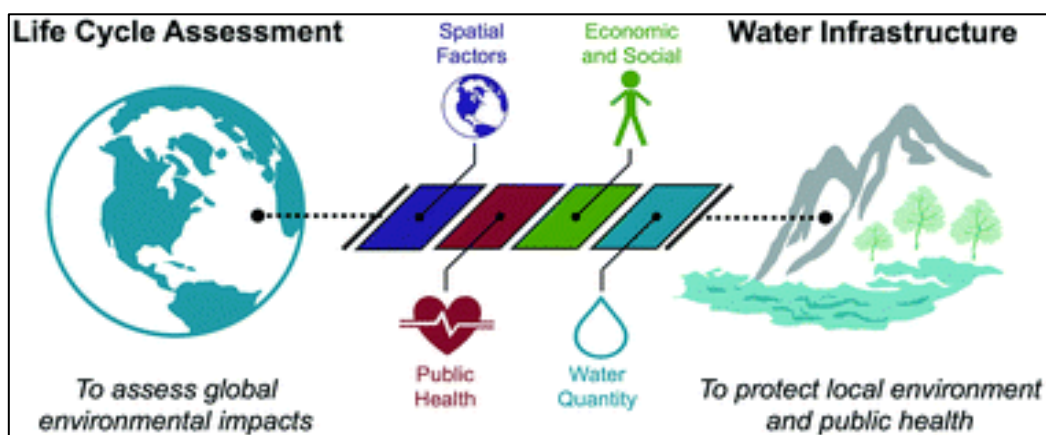 Life Cycle Assessment
Spatial
Factors
Economic
and Social
Water Infrastructure
Public
Health
Water
Quantity
To assess global
environmental impacts
To protect local environment
and public health